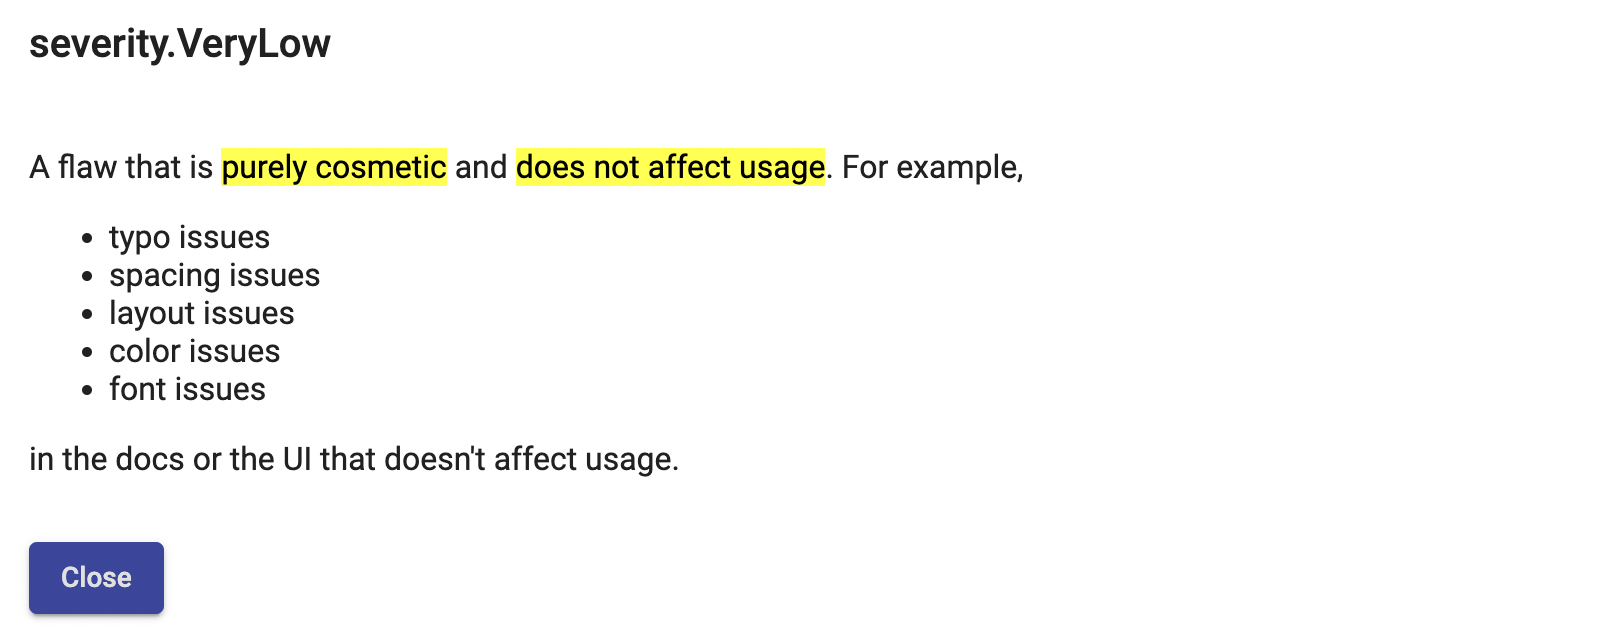 severity.VeryLow
A flaw that is purely cosmetic and does not affect usage. For example,
• typo issues
• spacing issues
• layout issues
• color issues
• font issues
in the docs or the UI that doesn't affect usage.
Close